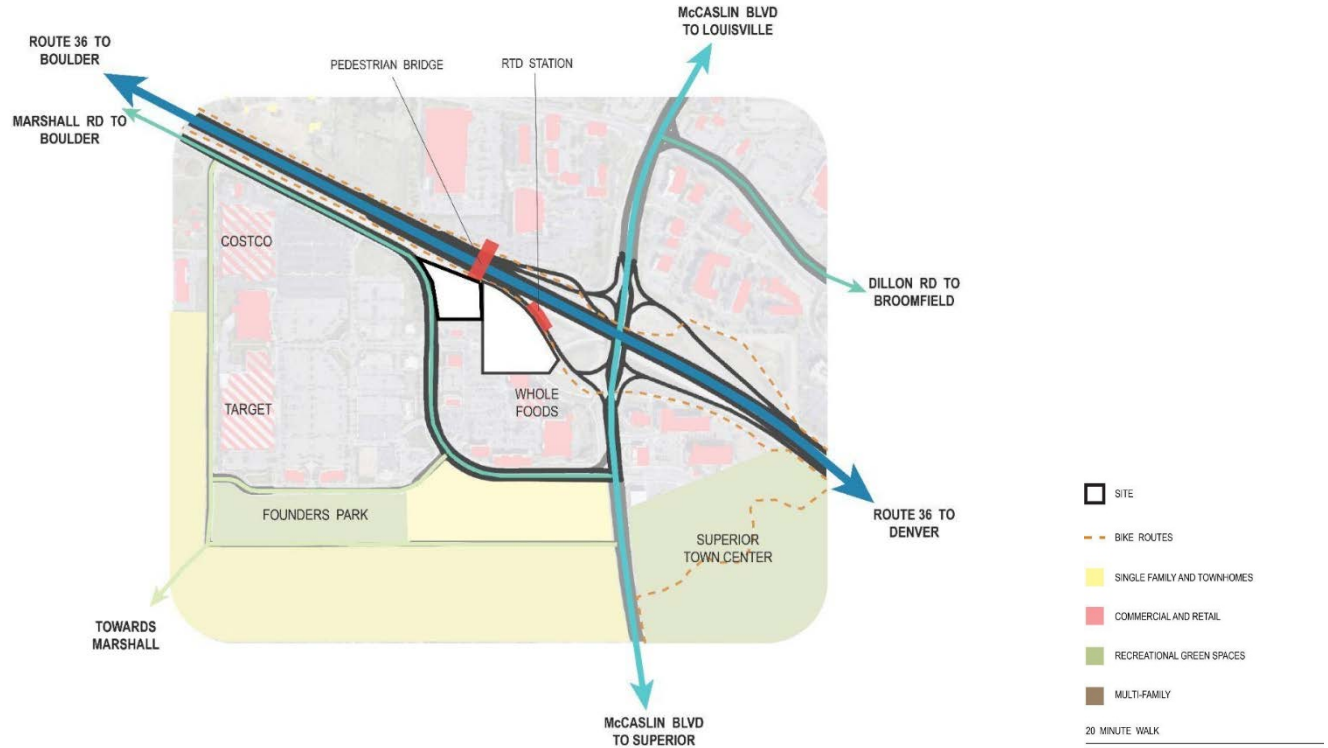 McCASLIN BLVD
TO LOUISVILLE
ROUTE 36 TO
BOULDER
PEDESTRIAN BRIDGE
RTD STATION
MARSHALL RD TO
BOULDER
COSTCO
DILLON RD TO
BROOMFIELD
TARGET
WHOLE
FOODS
FOUNDERS PARK
SUPERIOR
TOWN CENTER
ROUTE 36 TO
DENVER
TOWARDS
MARSHALL
McCASLIN BLVD
TO SUPERIOR
SITE
BIKE ROUTES
SINGLE FAMILY AND TOWNHOMES
COMMERCIAL AND RETAIL
RECREATIONAL GREEN SPACES
MULTI-FAMILY
20 MINUTE WALK